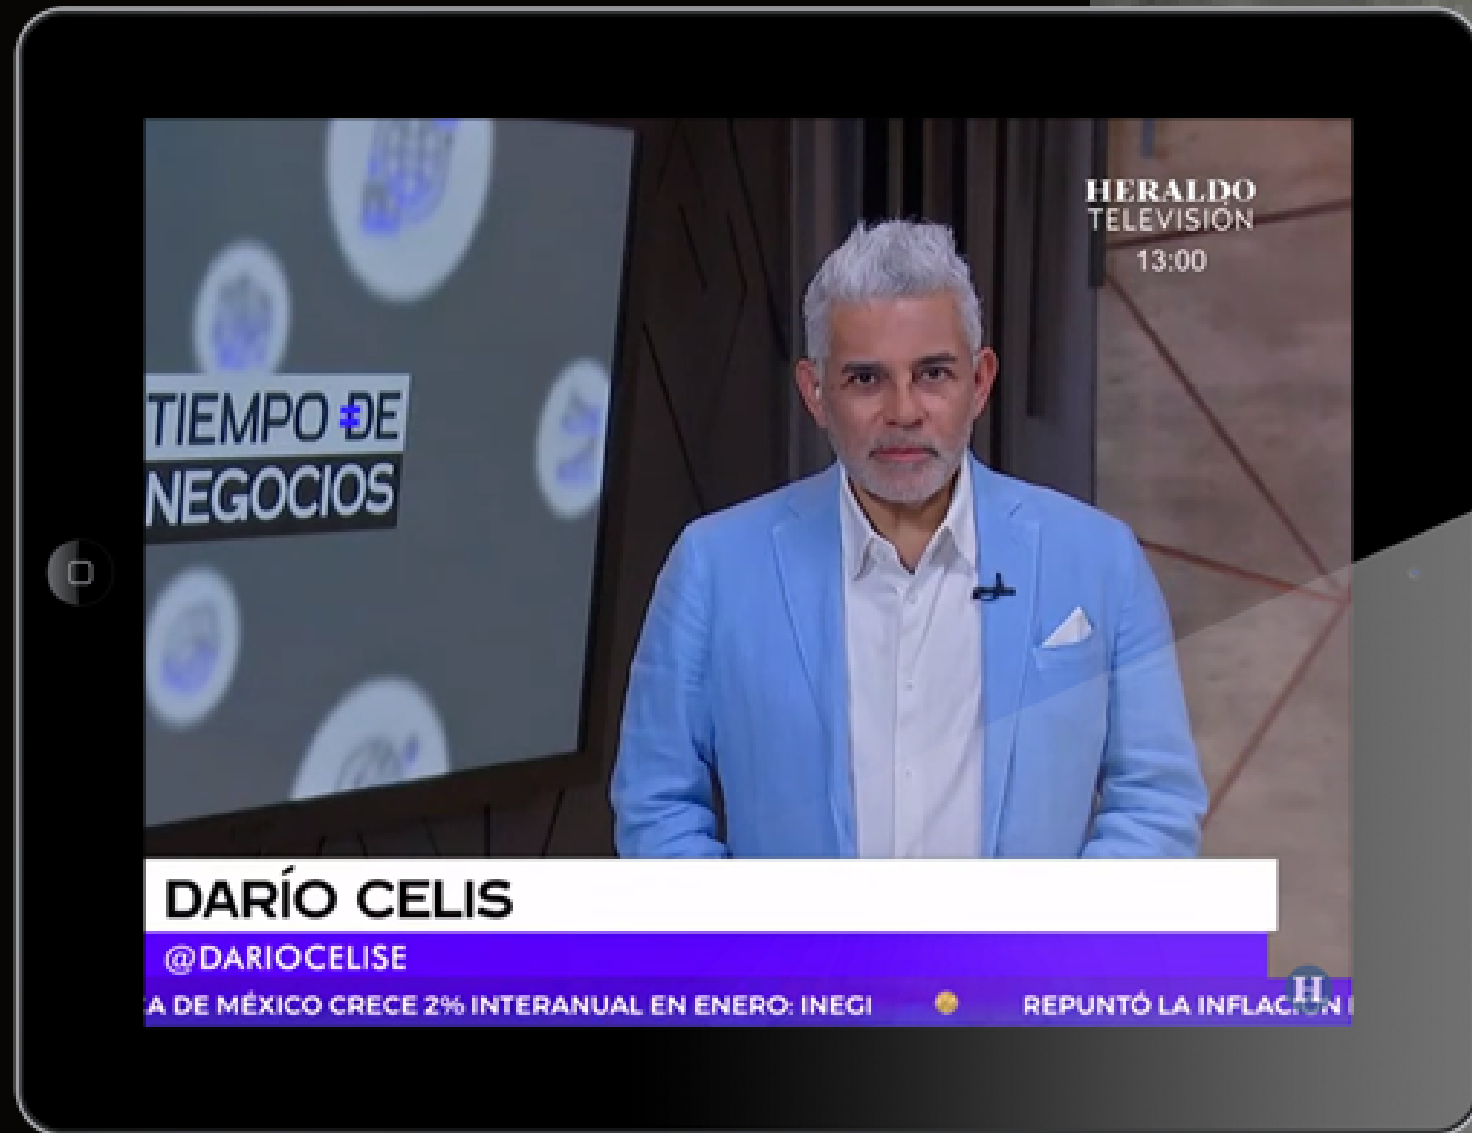 HERALDO
TELEVISIÓN
13:00
TIEMPO DE
NEGOCIOS
DARÍO CELIS
@DARIOCELISE
A DE MÉXICO CRECE 2% INTERANUAL EN ENERO: INEGI REPUNTÓ LA
H